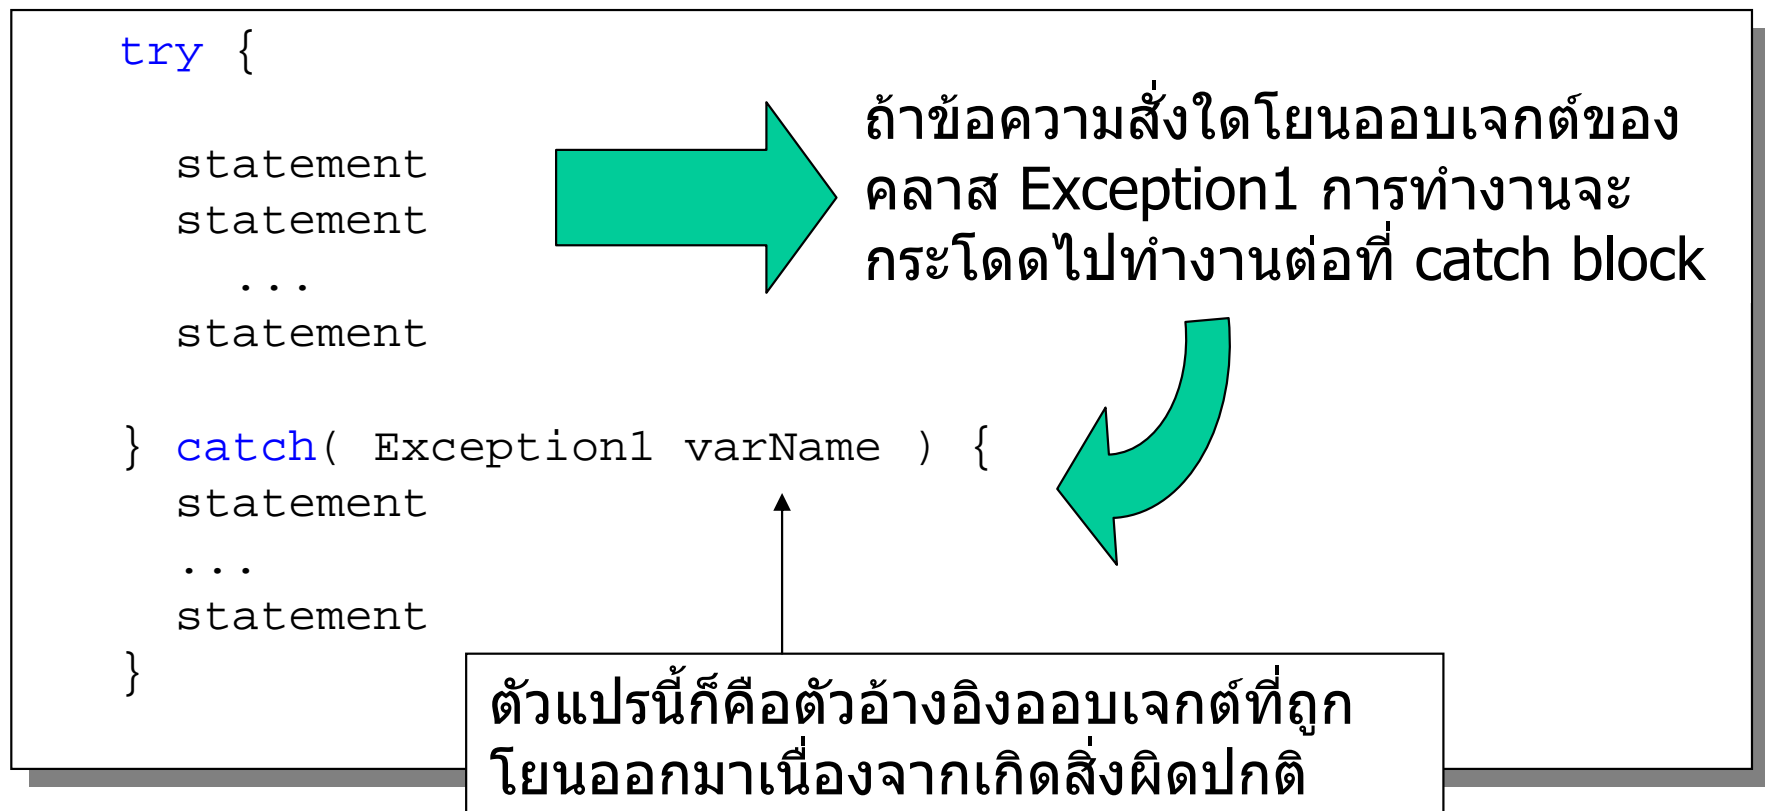 try {
statement
statement
...
statement
ถ้าข้อความสั่งใดโยนออบเจกต์ของ
คลาส Exception1 การทำงานจะ
กระโดดไปทำงานต่อที่ catch block
} catch( Exception1 varName ) {
statement
...
statement
}
ตัวแปรนี้ก็คือตัวอ้างอิงออบเจกต์ที่ถูก
โยนออกมาเนื่องจากเกิดสิ่งผิดปกติ